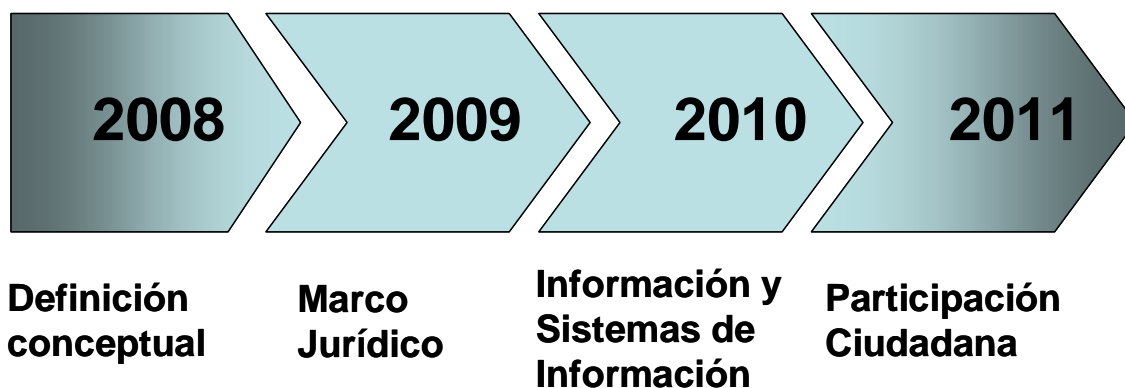 2008
2009
2010
2011
Definición
conceptual
Marco
Jurídico
Información y
Sistemas de
Información
Participación
Ciudadana